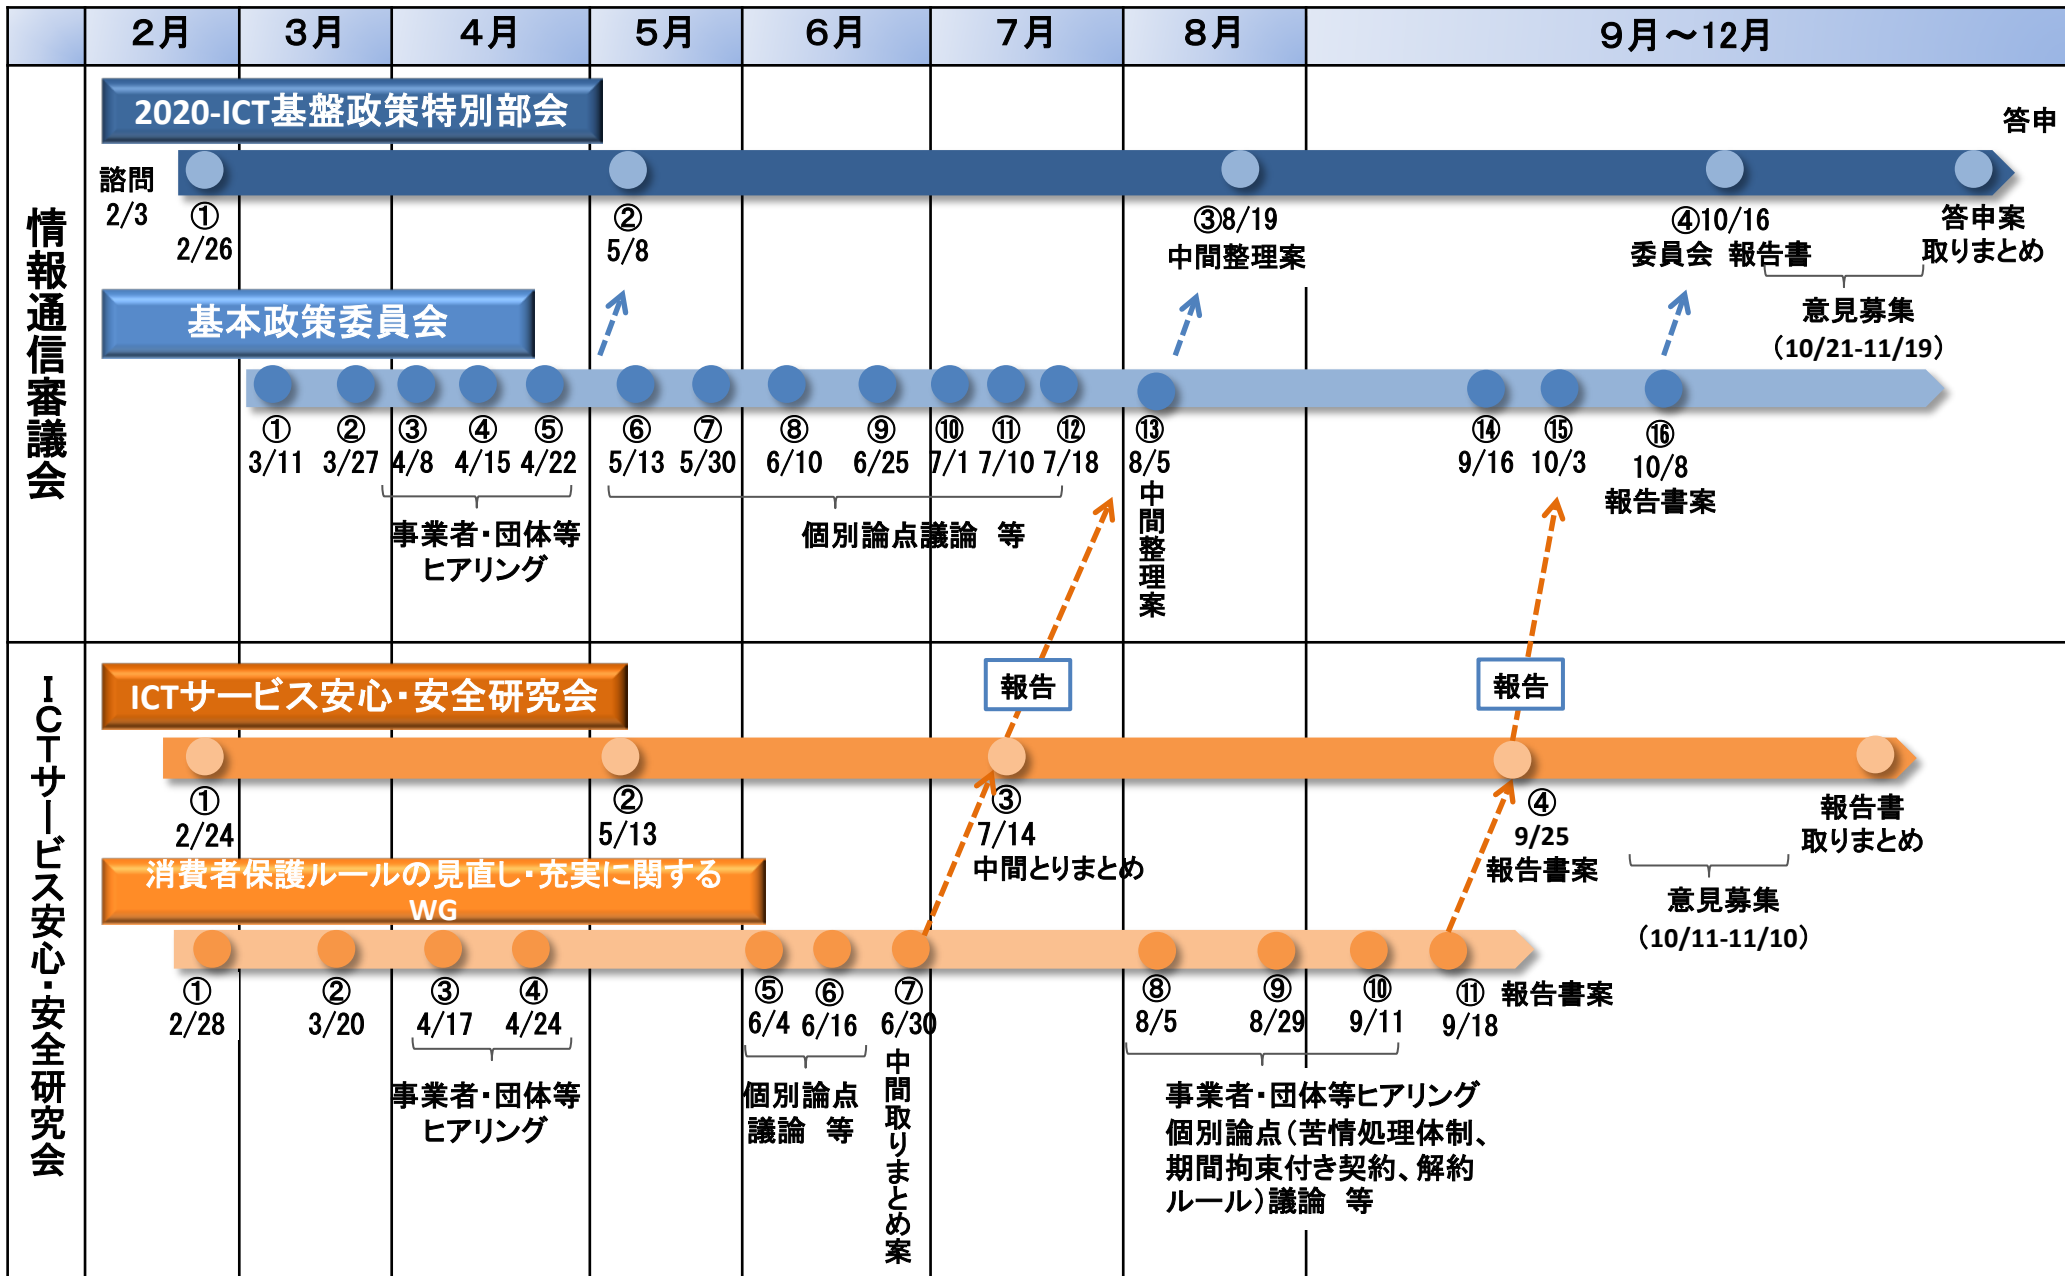 2月
3月
4月
5月
6月
7月
8月
9月～12月
情報通信審議会
2020-ICT基盤政策特別部会
諮問
2/3
①
2/26
②
5/8
③8/19
中間整理案
④10/16
委員会 報告書
答申
答申案
取りまとめ
意見募集
（10/21-11/19）
基本政策委員会
①
3/11
②
3/27
③
4/8
④
4/15
⑤
4/22
⑥
5/13
⑦
5/30
⑧
6/10
⑨
6/25
⑩
7/1
⑪
7/10
⑫
7/18
⑬
8/5
中間整理案
⑭
9/16
⑮
10/3
⑯
10/8
報告書案
事業者・団体等
ヒアリング
個別論点議論 等
ICTサービス安心・安全研究会
ICTサービス安心・安全研究会
報告
報告
①
2/24
②
5/13
③
7/14
中間とりまとめ
④
9/25
報告書案
報告書
取りまとめ
意見募集
（10/11-11/10）
消費者保護ルールの見直し・充実に関する
WG
①
2/28
②
3/20
③
4/17
④
4/24
⑤
6/4
⑥
6/16
⑦
6/30
中間取りまとめ案
⑧
8/5
⑨
8/29
⑩
9/11
⑪
9/18
報告書案
事業者・団体等
ヒアリング
個別論点
議論 等
事業者・団体等ヒアリング
個別論点（苦情処理体制、
期間拘束付き契約、解約
ルール）議論 等